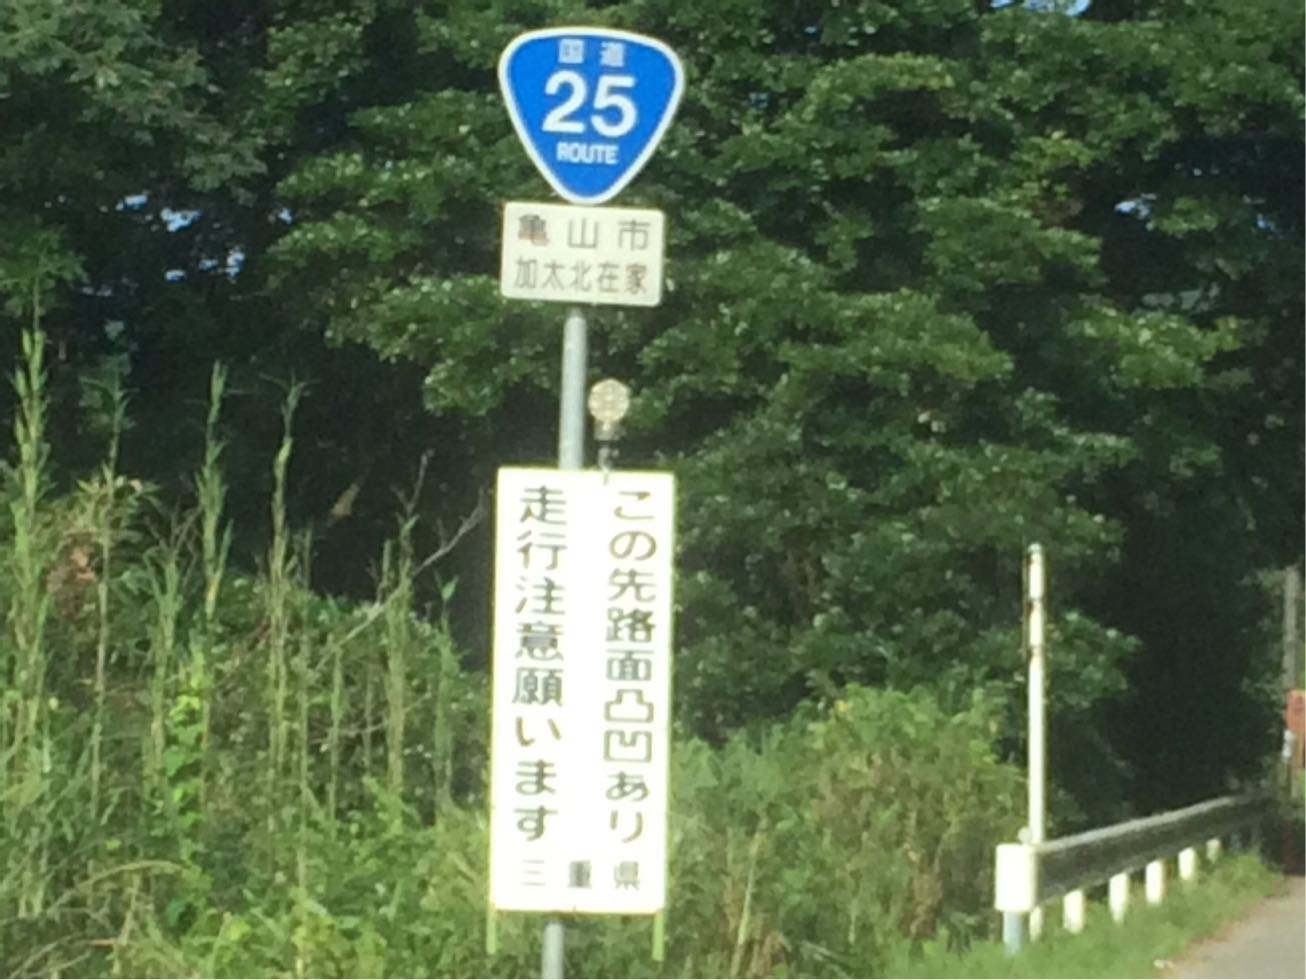 国道
25
ROUTE
亀山市
加太北在家
この先路面凸凹あり
走行注意願います
三重県